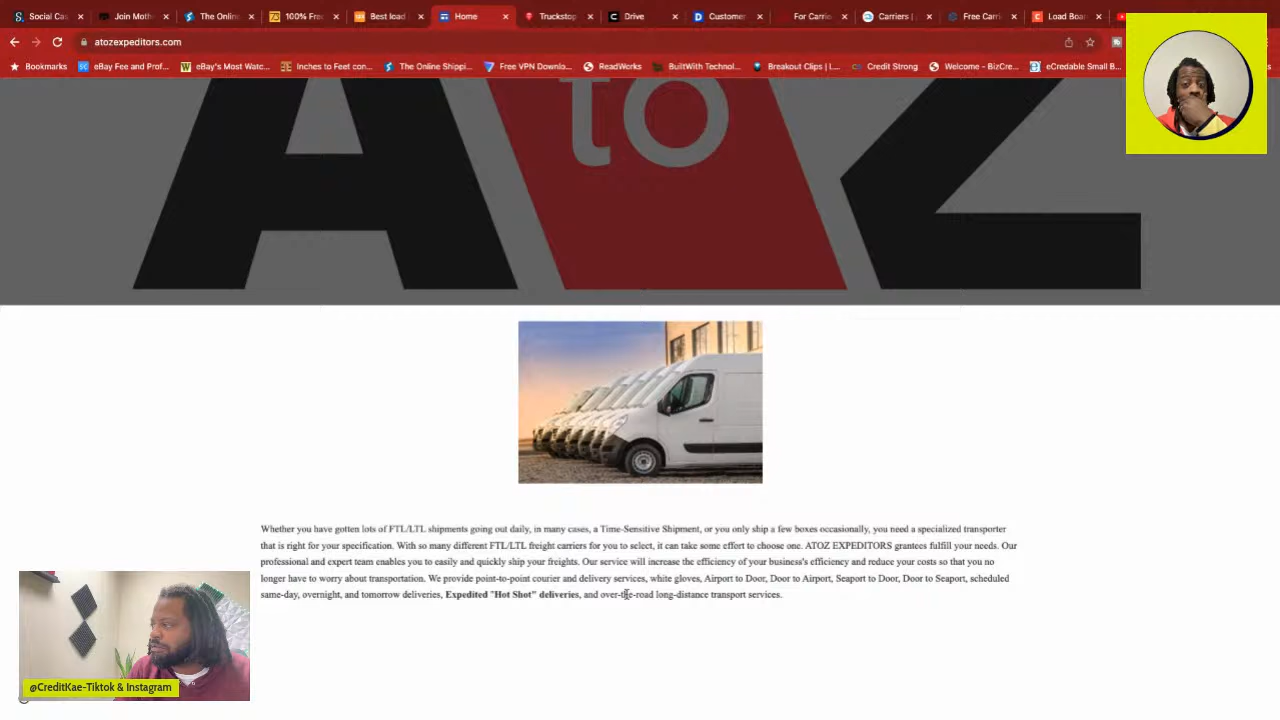 Social Cas
Join Moth
The Onlin
100% Fre
Best load
Home
Truckstop
Drive
Customer
For Carrie
Carriers |
Free Carri
Load Boar
atozexpeditors.com
Bookmarks
eBay Fee and Prof...
eBay's Most Watc...
Inches to Feet con...
The Online Shippi...
Free VPN Downlo...
ReadWorks
BuiltWith Technol...
Breakout Clips | L...
Credit Strong
Welcome - BizCre...
eCredable Small B...
A to Z
Whether you have gotten lots of FTL/LTL shipments going out daily, in many cases, a Time-Sensitive Shipment, or you only ship a few boxes occasionally, you need a specialized transporter
that is right for your specification. With so many different FTL/LTL freight carriers for you to select, it can take some effort to choose one. ATOZ EXPEDITORS grantees fulfill your needs. Our
professional and expert team enables you to easily and quickly ship your freights. Our service will increase the efficiency of your business's efficiency and reduce your costs so that you no
longer have to worry about transportation. We provide point-to-point courier and delivery services, white gloves, Airport to Door, Door to Airport, Seaport to Door, Door to Seaport, scheduled
same-day, overnight, and tomorrow deliveries, Expedited "Hot Shot" deliveries, and over-the-road long-distance transport services.
@CreditKae-Tiktok & Instagram